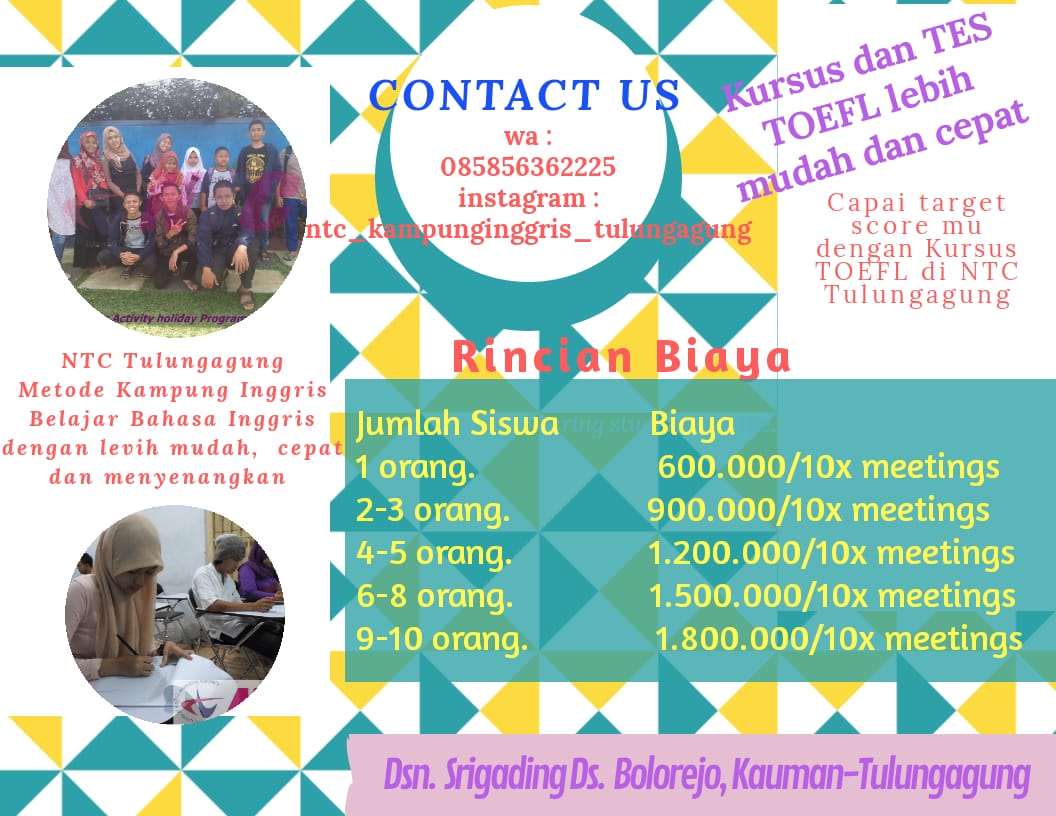 Activity holiday Program
NTC Tulungagung
Metode Kampung Inggris
Belajar Bahasa Inggris
dengan levih mudah, cepat
dan menyenangkan
CONTACT US
wa :
085856362225
instagram :
ntc_kampunginggris_tulungagung
Kursus dan TES
TOEFL lebih
mudah dan cepat
Capai target
score mu
dengan Kursus
TOEFL di NTC
Tulungagung
Rincian Biaya
Jumlah Siswa Biaya
1 orang. 600.000/10x meetings
2-3 orang. 900.000/10x meetings
4-5 orang. 1.200.000/10x meetings
6-8 orang. 1.500.000/10x meetings
9-10 orang. 1.800.000/10x meetings
Dsn. Srigading Ds. Bolorejo, Kauman-Tulungagung